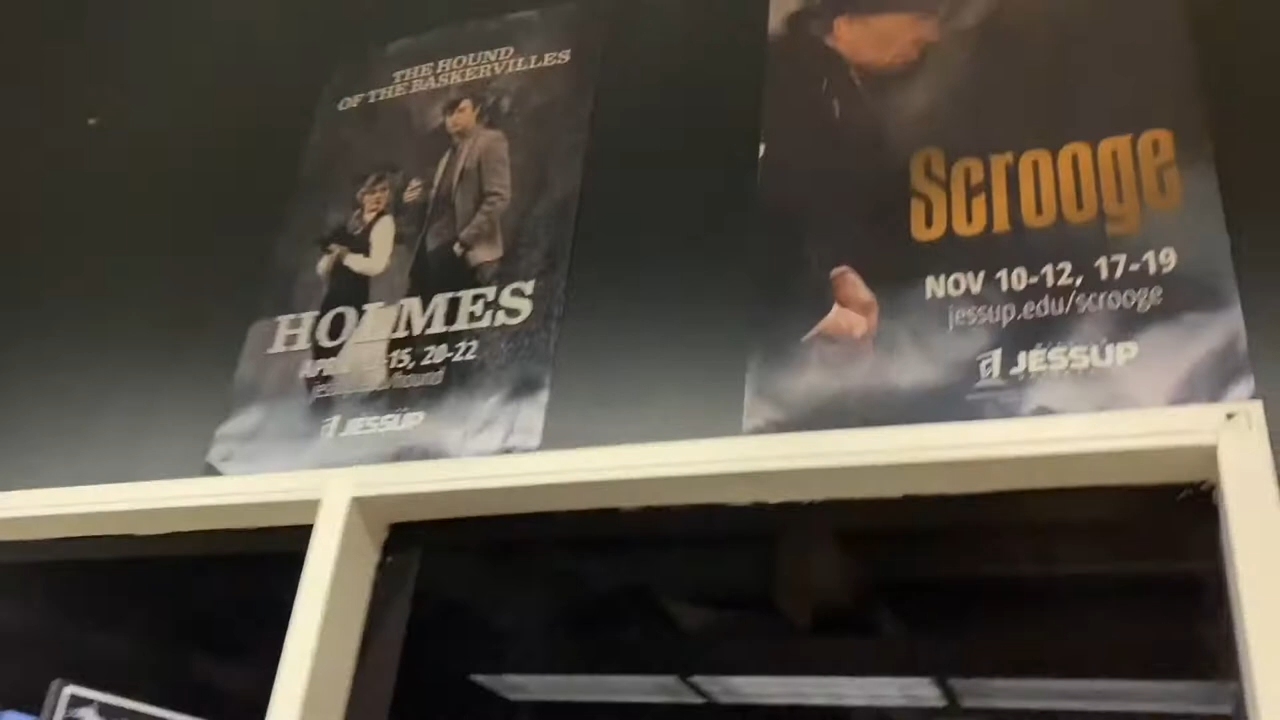 THE HOUND
OF THE BASKERVILLES
HOLMES
15, 20-22
JESSUP
Scrooge
NOV 10-12, 17-19
jessup.edu/scrooge
JESSUP